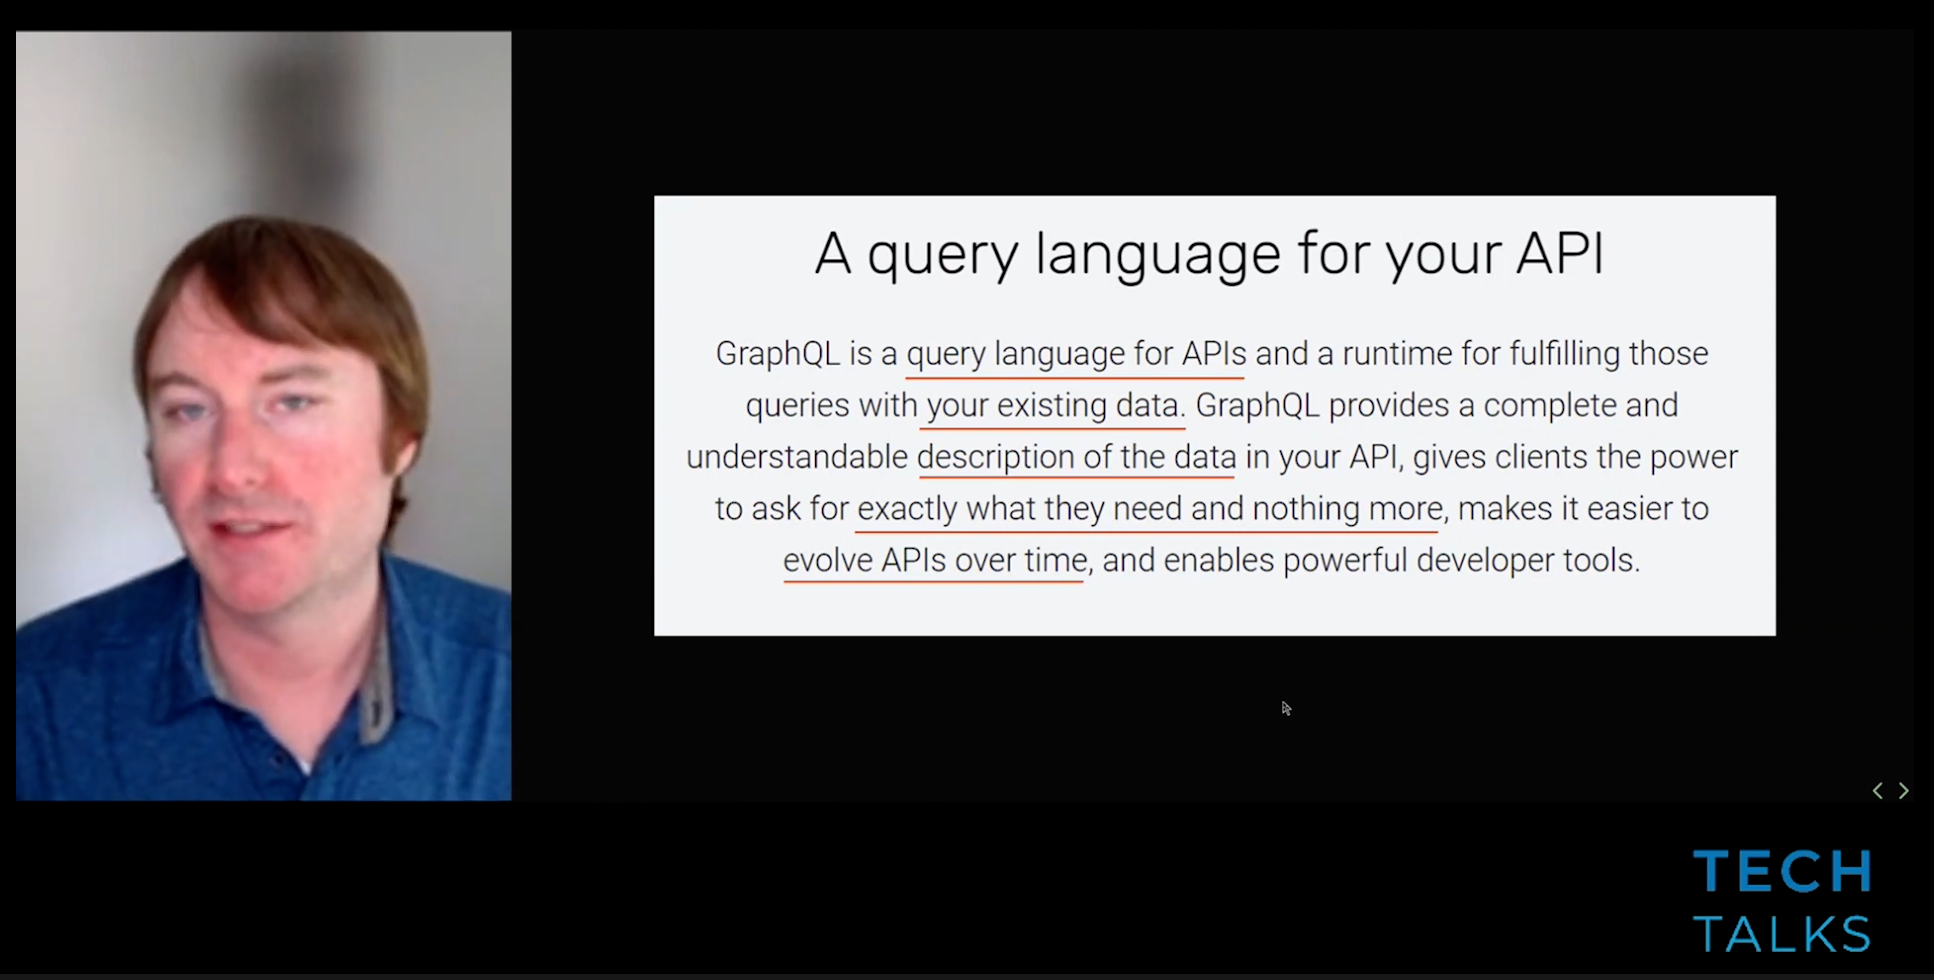 A query language for your API
GraphQL is a query language for APIs and a runtime for fulfilling those
queries with your existing data. GraphQL provides a complete and
understandable description of the data in your API, gives clients the power
to ask for exactly what they need and nothing more, makes it easier to
evolve APIs over time, and enables powerful developer tools.
TECH
TALKS